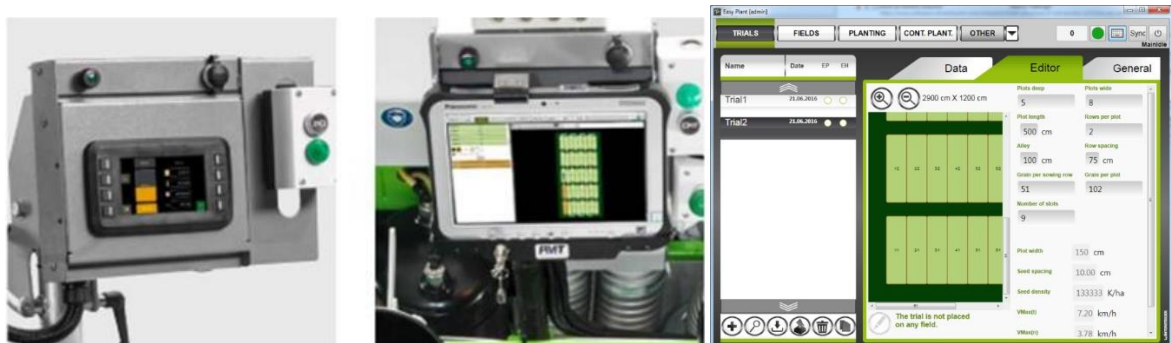 Panasonic
OFF
Easy Plant [admin]
TRIALS
FIELDS
PLANTING
CONT. PLANT.
OTHER
0
Sync
MainIdle
Name
Date
EP
EH
Trial1
21.06.2016
Trial2
21.06.2016
Data
Editor
General
2900 cm X 1200 cm
Plots deep
Plots wide
5
8
Plot length
Rows per plot
500 cm
2
Alley
Row spacing
100 cm
75 cm
Grain per sowing row
Grain per plot
51
102
Number of slots
9
Plot width
150 cm
Seed spacing
10.00 cm
Seed density
133333 K/ha
7.20 km/h
3.78 km/h
The trial is not placed
on any field.